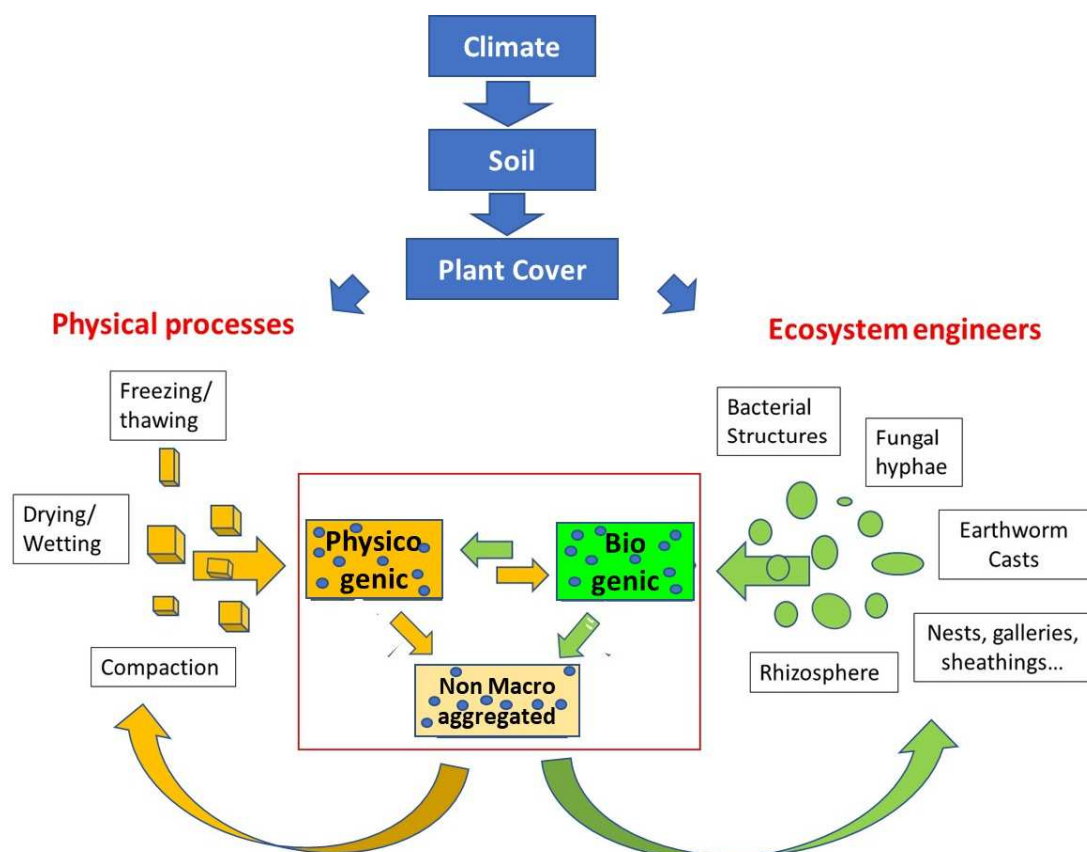 Climate
Soil
Plant Cover
Physical processes
Ecosystem engineers
Freezing/
thawing
Drying/
Wetting
Compaction
Physico
genic
Bio
genic
Non Macro
aggregated
Bacterial
Structures
Fungal
hyphae
Earthworm
Casts
Nests, galleries,
sheathings...
Rhizosphere